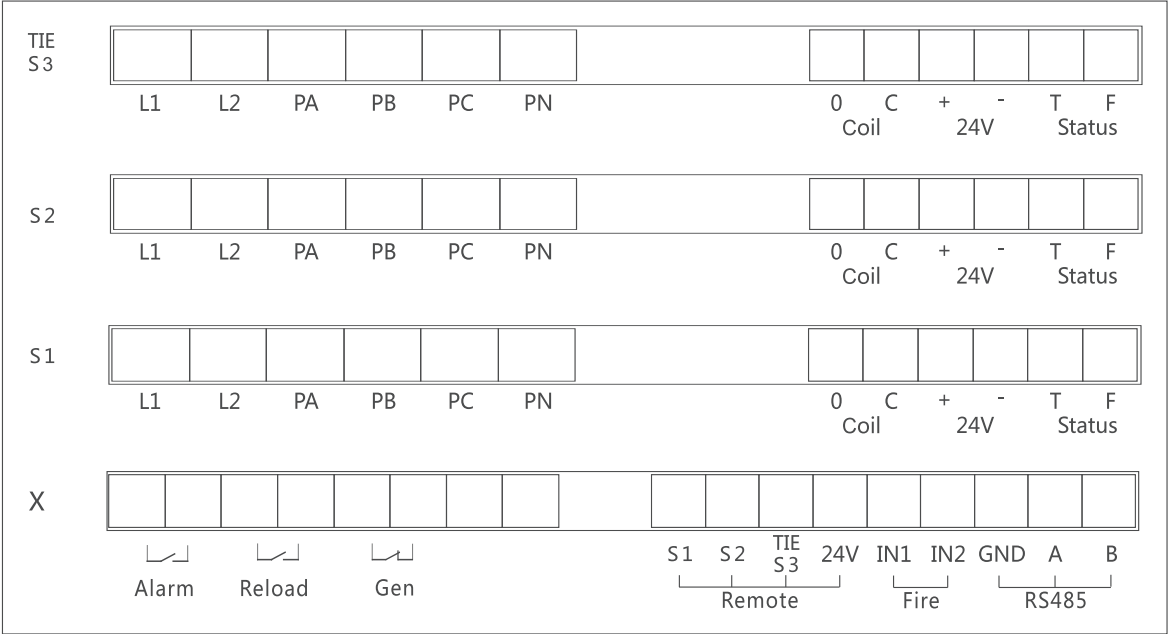 TIE
S3
L1 L2 PA PB PC PN 0 C + - T F
Coil 24V Status
S2
L1 L2 PA PB PC PN 0 C + - T F
Coil 24V Status
S1
L1 L2 PA PB PC PN 0 C + - T F
Coil 24V Status
X
S1 S2 TIE S3 24V IN1 IN2 GND A B
Alarm Reload Gen Remote Fire RS485